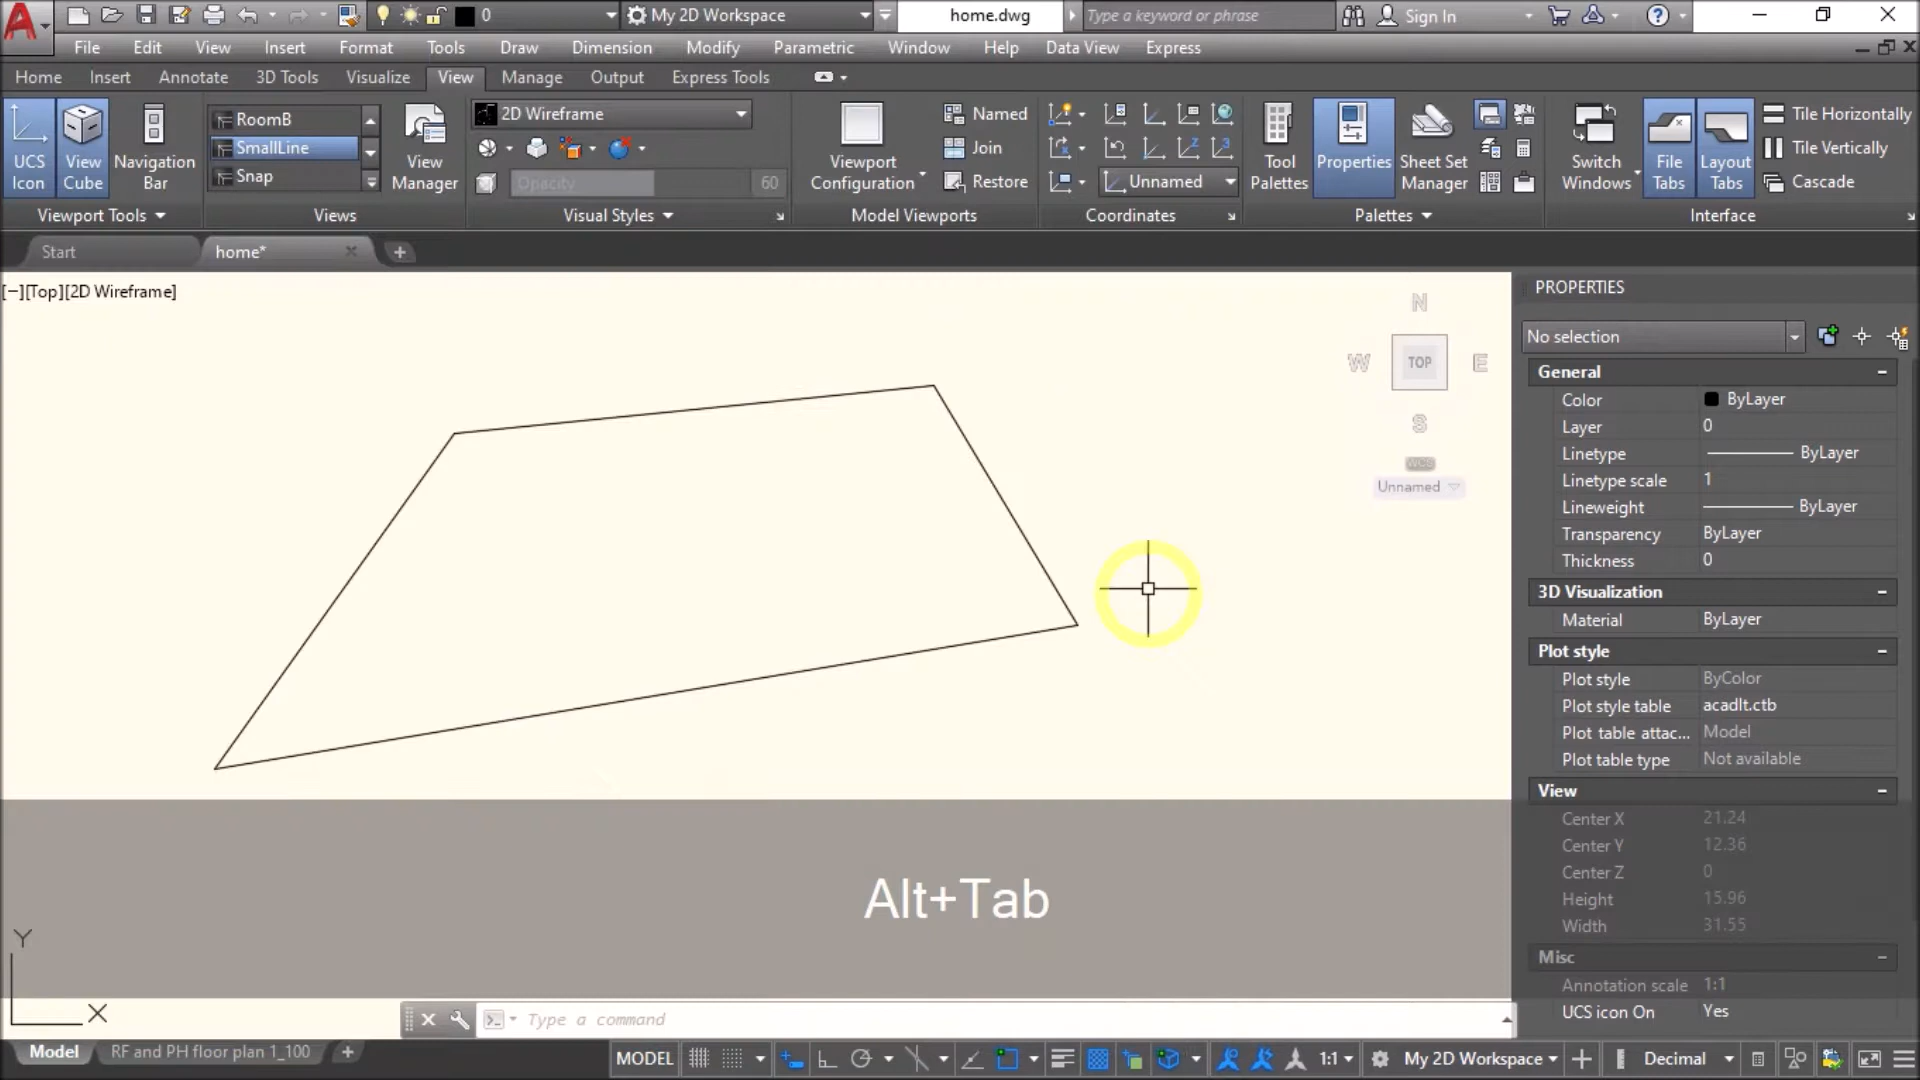 0
My 2D Workspace
home.dwg
Type a keyword or phrase
Sign In
File Edit View Insert Format Tools Draw Dimension Modify Parametric Window Help Data View Express
Home Insert Annotate 3D Tools Visualize View Manage Output Express Tools
UCS Icon
View Cube
Navigation Bar
RoomB
SmallLine
Snap
View Manager
2D Wireframe
Opacity 60
Viewport Configuration
Named
Join
Restore
Unnamed
Tool Palettes
Properties
Sheet Set Manager
Switch Windows
File Tabs
Layout Tabs
Tile Horizontally
Tile Vertically
Cascade
Viewport Tools Views Visual Styles Model Viewports Coordinates Palettes Interface
Start home*
[−][Top][2D Wireframe]
N
W TOP E
S
WCS
Unnamed
PROPERTIES
No selection
General
Color ByLayer
Layer 0
Linetype ByLayer
Linetype scale 1
Lineweight ByLayer
Transparency ByLayer
Thickness 0
3D Visualization
Material ByLayer
Plot style
Plot style ByColor
Plot style table acadlt.ctb
Plot table attac... Model
Plot table type Not available
View
Center X 21.24
Center Y 12.36
Center Z 0
Height 15.96
Width 31.55
Misc
Annotation scale 1:1
UCS icon On Yes
Alt+Tab
Y
X
Type a command
Model RF and PH floor plan 1_100
MODEL 1:1 My 2D Workspace Decimal